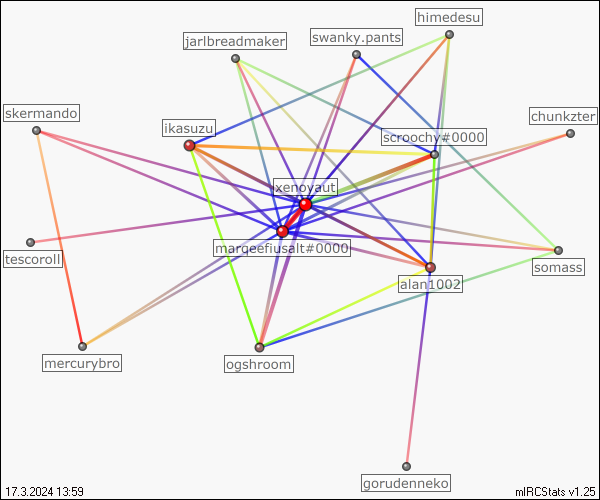 himedesu
swanky.pants
jarlbreadmaker
skermando
chunkzter
ikasuzu
scroochy#0000
xenoyaut
marqeefiusalt#0000
tescoroll
somass
alan1002
mercurybro
ogshroom
gorudenneko
17.3.2024 13:59
mIRCStats v1.25